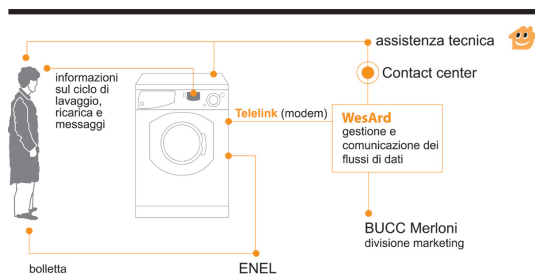 assistenza tecnica
informazioni
sul ciclo di
lavaggio,
ricarica e
messaggi
Contact center
Telelink (modem)
WesArd
gestione e
comunicazione dei
flussi di dati
BUCC Merloni
divisione marketing
bolletta
ENEL